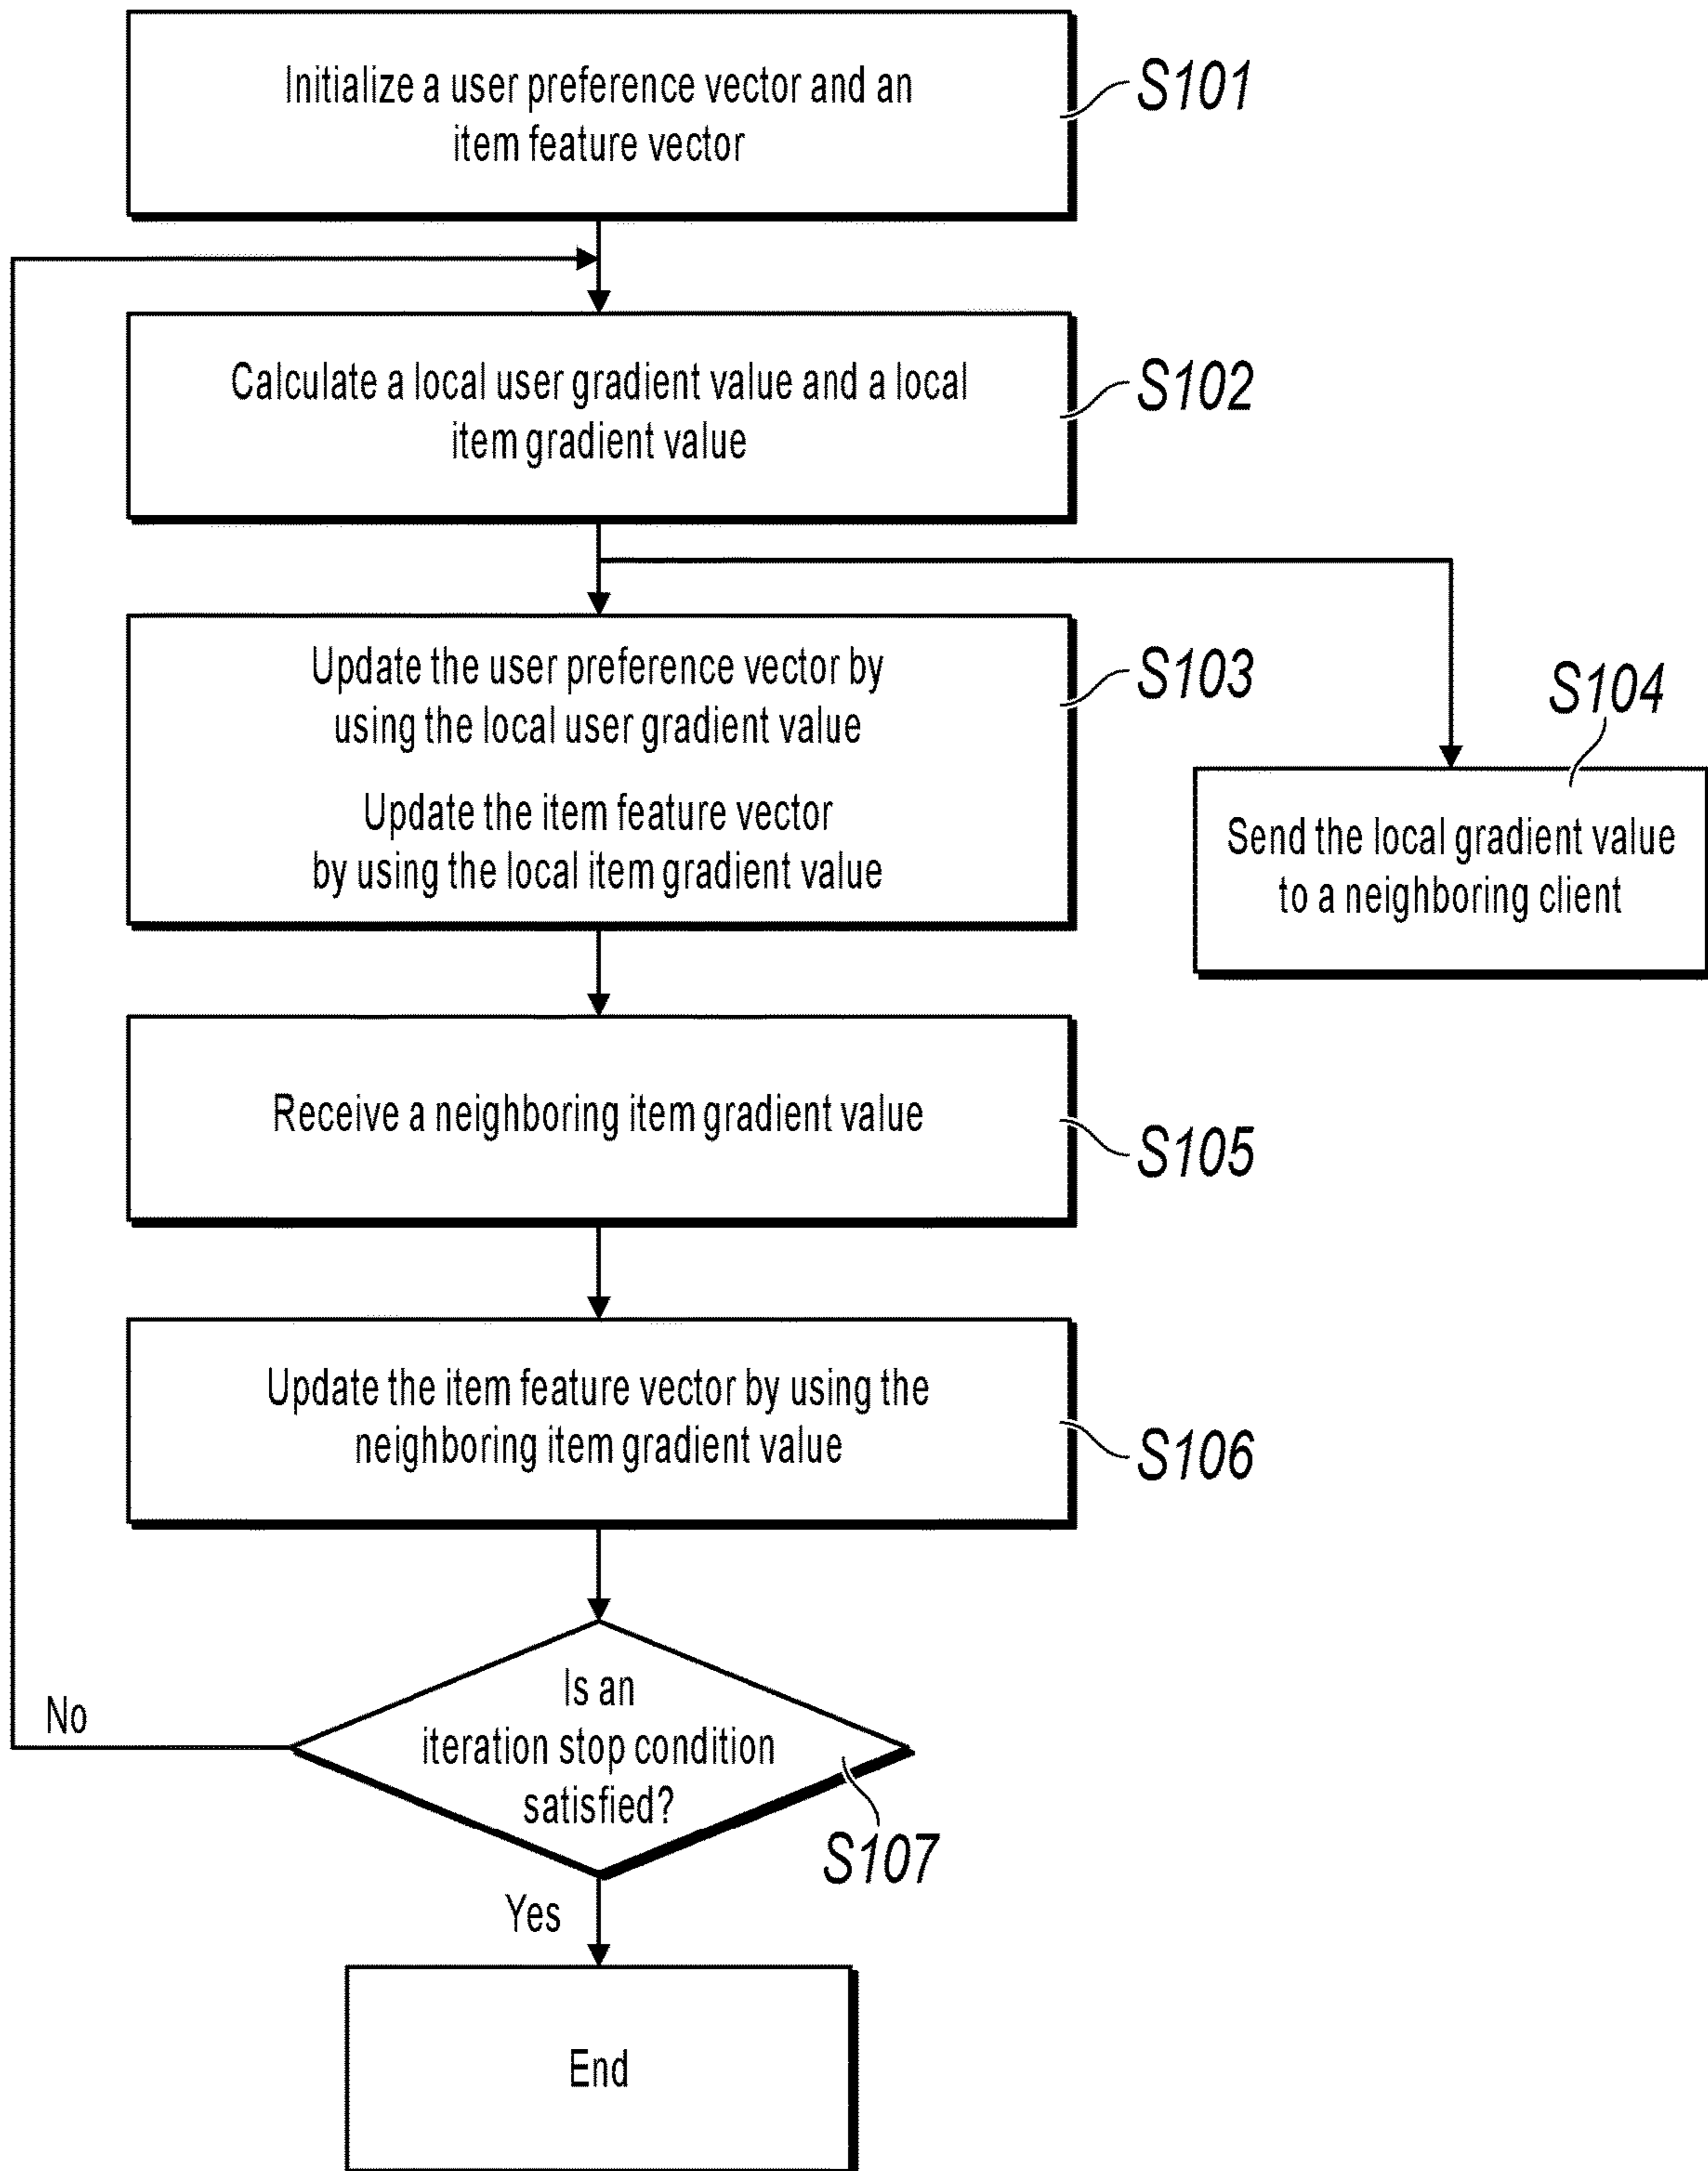 Initialize a user preference vector and an
item feature vector
S101
Calculate a local user gradient value and a local
item gradient value
S102
Update the user preference vector by
using the local user gradient value
Update the item feature vector
by using the local item gradient value
S103
S104
Send the local gradient value
to a neighboring client
Receive a neighboring item gradient value
S105
Update the item feature vector by using the
neighboring item gradient value
S106
Is an
iteration stop condition
satisfied?
S107
No
Yes
End